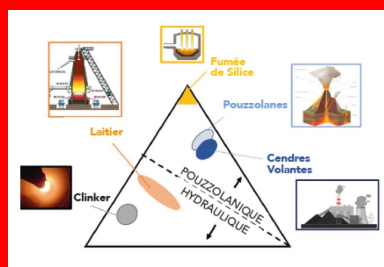 Fumée
de Silice
Pouzzolanes
Laitier
Cendres
Volantes
Clinker
POUZZOLANIQUE
HYDRAULIQUE